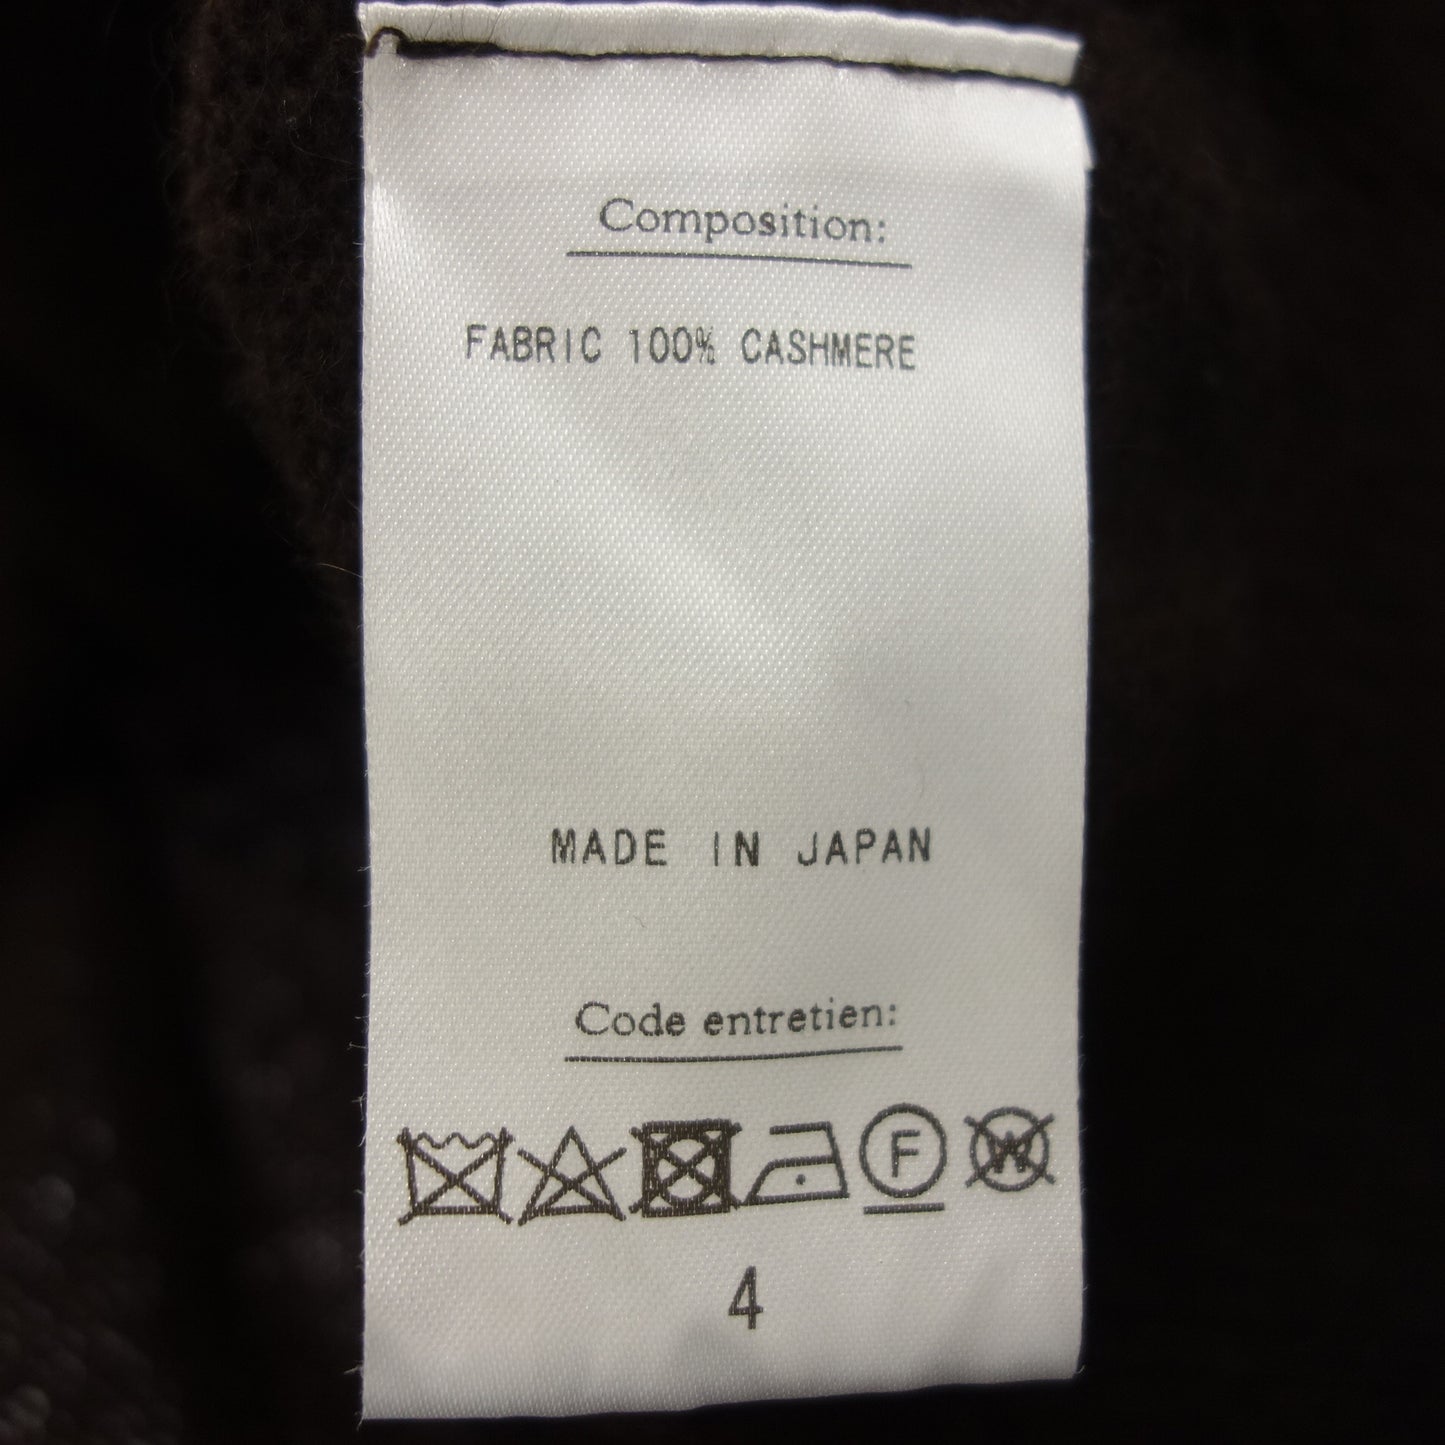 Composition:
FABRIC 100% CASHMERE
MADE IN JAPAN
Code entretien:
F W
4